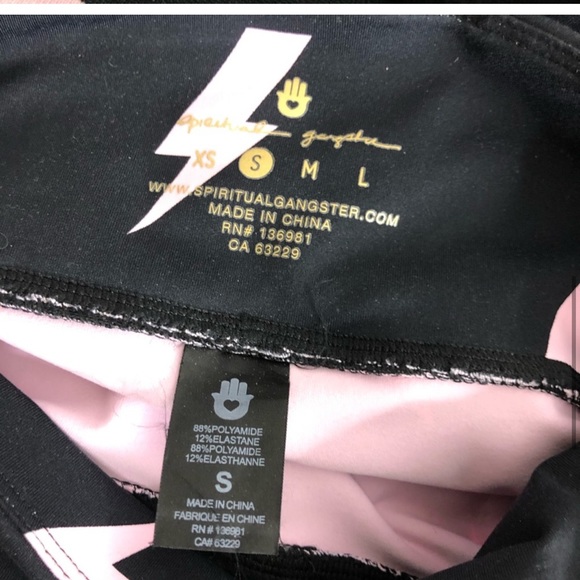 spiritual gangster
XS S M L
WWW.SPIRITUALGANGSTER.COM
MADE IN CHINA
RN# 136981
CA 63229
88%POLYAMIDE
12%ELASTANE
88%POLYAMIDE
12%ELASTHANNE
S
MADE IN CHINA
FABRIQUE EN CHINE
RN # 136981
CA# 63229